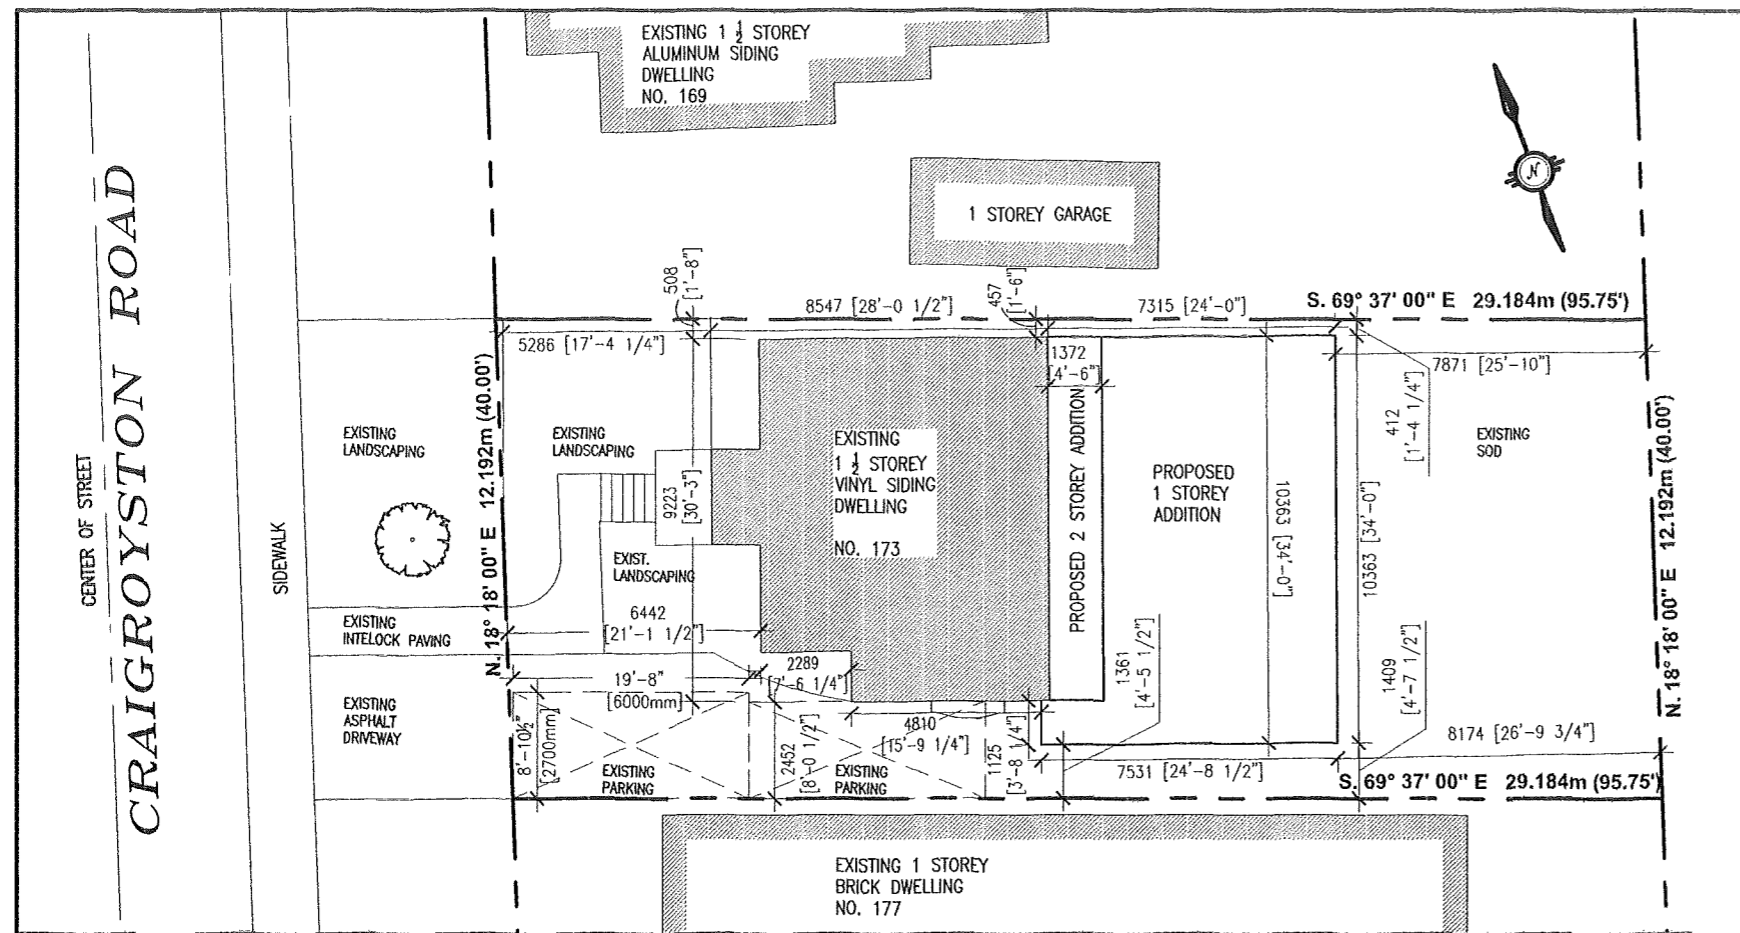 EXISTING 1 ½ STOREY
ALUMINUM SIDING
DWELLING
NO. 169
N
1 STOREY GARAGE
CRAIGROYSTON ROAD
CENTER OF STREET
SIDEWALK
508
[1'-8"]
8547 [28'-0 1/2"]
457
[1'-6"]
7315 [24'-0"]
S. 69° 37' 00" E 29.184m (95.75')
5286 [17'-4 1/4"]
1372
[4'-6"]
7871 [25'-10"]
412
[1'-4 1/4"]
N. 18° 18' 00" E 12.192m (40.00')
EXISTING
LANDSCAPING
EXISTING
LANDSCAPING
EXISTING
1 ½ STOREY
VINYL SIDING
DWELLING
NO. 173
PROPOSED 2 STOREY ADDITION
PROPOSED
1 STOREY
ADDITION
EXISTING
SOD
9223
[30'-3"]
10363 [34'-0"]
10363 [34'-0"]
N. 18° 18' 00" E 12.192m (40.00')
EXIST.
LANDSCAPING
EXISTING
INTELOCK PAVING
6442
[21'-1 1/2"]
2289
[7'-6 1/4"]
19'-8"
[6000mm]
1361
[4'-5 1/2"]
1409
[4'-7 1/2"]
EXISTING
ASPHALT
DRIVEWAY
8'-10½"
[2700mm]
EXISTING
PARKING
2452
[8'-0 1/2"]
4810
[15'-9 1/4"]
EXISTING
PARKING
1125
[3'-8 1/4"]
7531 [24'-8 1/2"]
8174 [26'-9 3/4"]
S. 69° 37' 00" E 29.184m (95.75')
EXISTING 1 STOREY
BRICK DWELLING
NO. 177